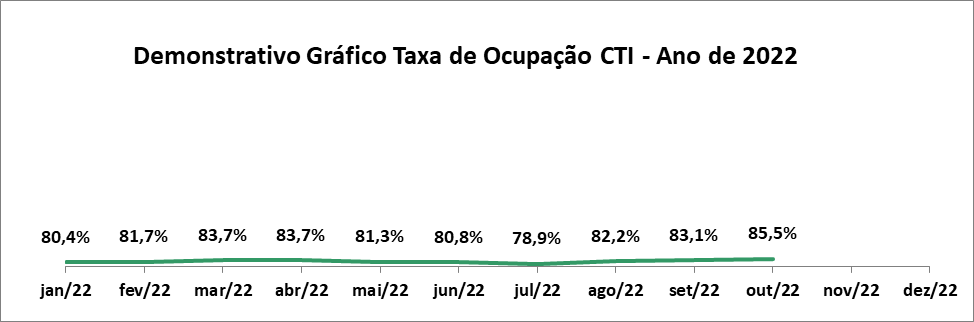 Demonstrativo Gráfico Taxa de Ocupação CTI - Ano de 2022
80,4% 81,7% 83,7% 83,7% 81,3% 80,8% 78,9% 82,2% 83,1% 85,5%
jan/22 fev/22 mar/22 abr/22 mai/22 jun/22 jul/22 ago/22 set/22 out/22 nov/22 dez/22